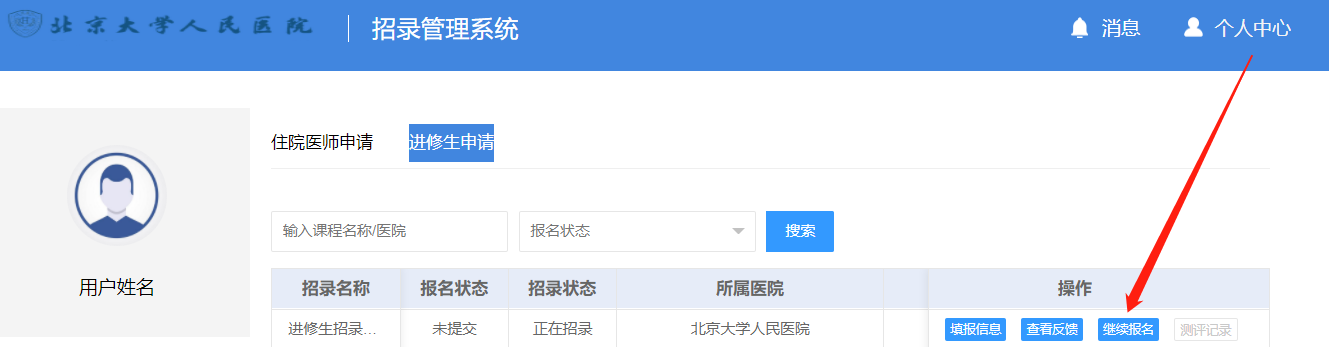 北京大学人民医院 招录管理系统 消息 个人中心
住院医师申请 进修生申请
输入课程名称/医院 报名状态 搜索
用户姓名
招录名称 报名状态 招录状态 所属医院 操作
进修生招录... 未提交 正在招录 北京大学人民医院 填报信息 查看反馈 继续报名 测评记录